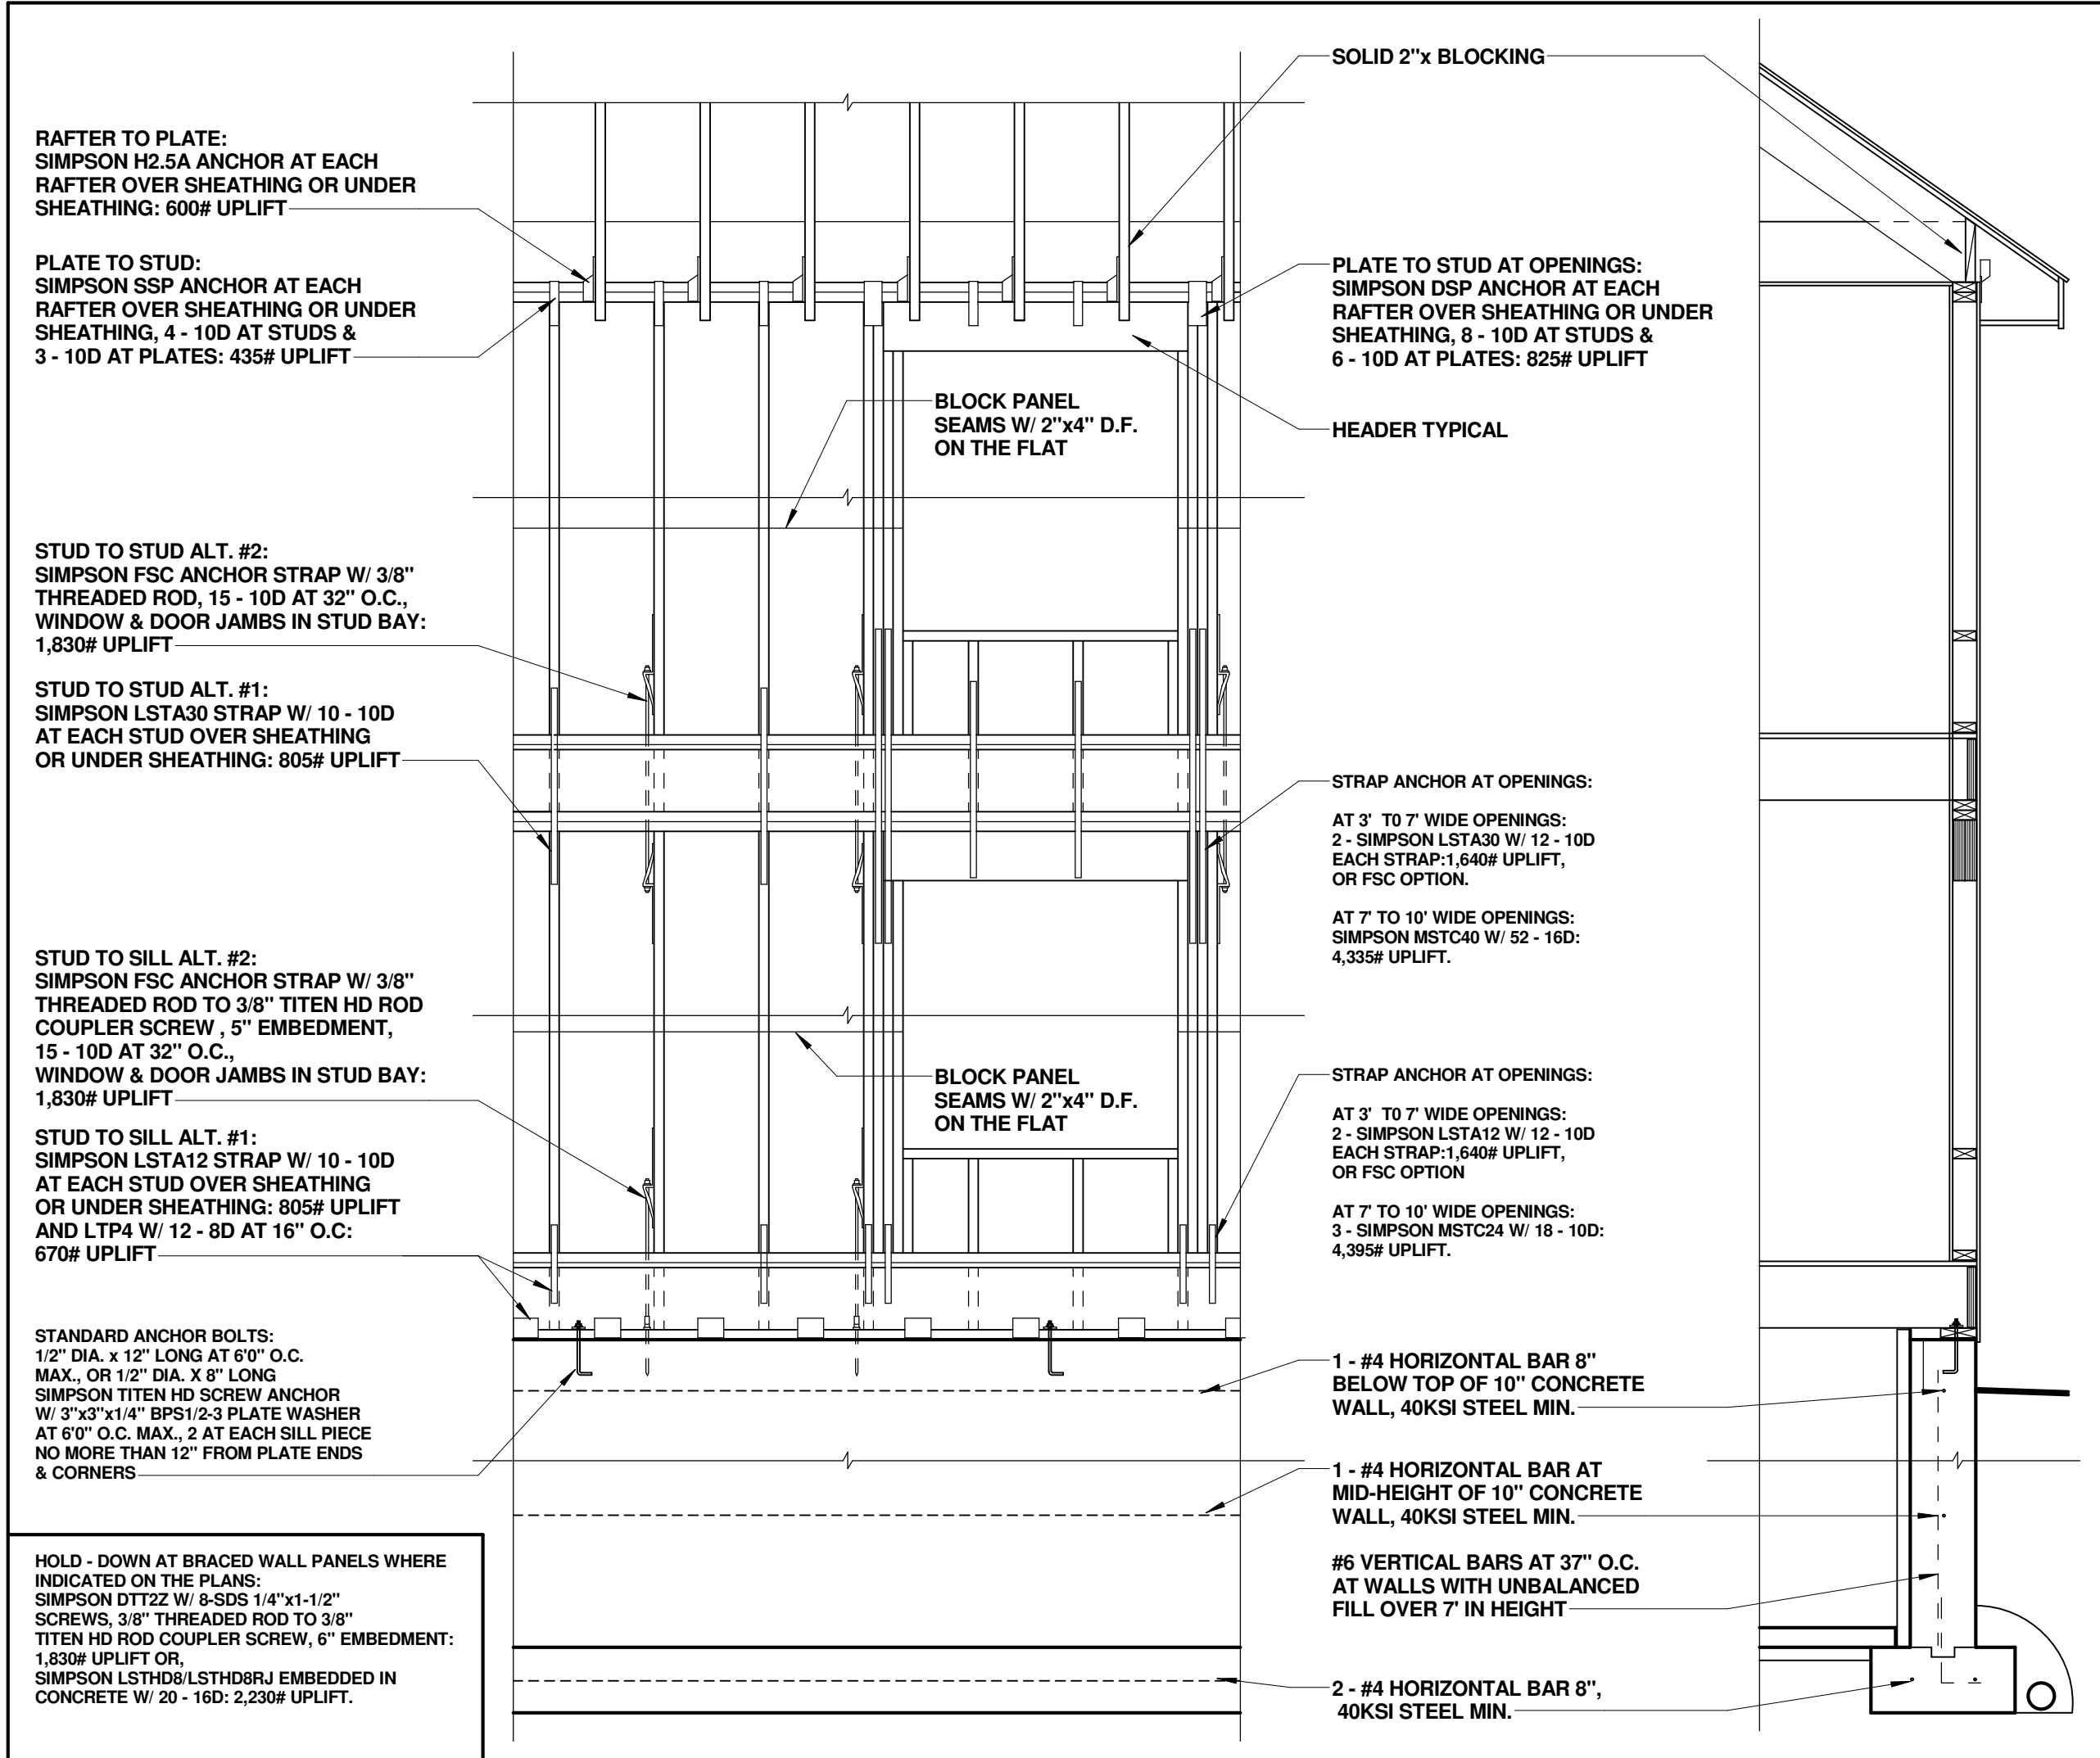 RAFTER TO PLATE:
SIMPSON H2.5A ANCHOR AT EACH
RAFTER OVER SHEATHING OR UNDER
SHEATHING: 600# UPLIFT
PLATE TO STUD:
SIMPSON SSP ANCHOR AT EACH
RAFTER OVER SHEATHING OR UNDER
SHEATHING, 4 - 10D AT STUDS &
3 - 10D AT PLATES: 435# UPLIFT
STUD TO STUD ALT. #2:
SIMPSON FSC ANCHOR STRAP W/ 3/8"
THREADED ROD, 15 - 10D AT 32" O.C.,
WINDOW & DOOR JAMBS IN STUD BAY:
1,830# UPLIFT
STUD TO STUD ALT. #1:
SIMPSON LSTA30 STRAP W/ 10 - 10D
AT EACH STUD OVER SHEATHING
OR UNDER SHEATHING: 805# UPLIFT
STUD TO SILL ALT. #2:
SIMPSON FSC ANCHOR STRAP W/ 3/8"
THREADED ROD TO 3/8" TITEN HD ROD
COUPLER SCREW , 5" EMBEDMENT,
15 - 10D AT 32" O.C.,
WINDOW & DOOR JAMBS IN STUD BAY:
1,830# UPLIFT
STUD TO SILL ALT. #1:
SIMPSON LSTA12 STRAP W/ 10 - 10D
AT EACH STUD OVER SHEATHING
OR UNDER SHEATHING: 805# UPLIFT
AND LTP4 W/ 12 - 8D AT 16" O.C:
670# UPLIFT
STANDARD ANCHOR BOLTS:
1/2" DIA. x 12" LONG AT 6'0" O.C.
MAX., OR 1/2" DIA. X 8" LONG
SIMPSON TITEN HD SCREW ANCHOR
W/ 3"x3"x1/4" BPS1/2-3 PLATE WASHER
AT 6'0" O.C. MAX., 2 AT EACH SILL PIECE
NO MORE THAN 12" FROM PLATE ENDS
& CORNERS
HOLD - DOWN AT BRACED WALL PANELS WHERE
INDICATED ON THE PLANS:
SIMPSON DTT2Z W/ 8-SDS 1/4"x1-1/2"
SCREWS, 3/8" THREADED ROD TO 3/8"
TITEN HD ROD COUPLER SCREW, 6" EMBEDMENT:
1,830# UPLIFT OR,
SIMPSON LSTHD8/LSTHD8RJ EMBEDDED IN
CONCRETE W/ 20 - 16D: 2,230# UPLIFT.
BLOCK PANEL
SEAMS W/ 2"x4" D.F.
ON THE FLAT
BLOCK PANEL
SEAMS W/ 2"x4" D.F.
ON THE FLAT
SOLID 2"x BLOCKING
PLATE TO STUD AT OPENINGS:
SIMPSON DSP ANCHOR AT EACH
RAFTER OVER SHEATHING OR UNDER
SHEATHING, 8 - 10D AT STUDS &
6 - 10D AT PLATES: 825# UPLIFT
HEADER TYPICAL
STRAP ANCHOR AT OPENINGS:
AT 3' T0 7' WIDE OPENINGS:
2 - SIMPSON LSTA30 W/ 12 - 10D
EACH STRAP:1,640# UPLIFT,
OR FSC OPTION.
AT 7' TO 10' WIDE OPENINGS:
SIMPSON MSTC40 W/ 52 - 16D:
4,335# UPLIFT.
STRAP ANCHOR AT OPENINGS:
AT 3' T0 7' WIDE OPENINGS:
2 - SIMPSON LSTA12 W/ 12 - 10D
EACH STRAP:1,640# UPLIFT,
OR FSC OPTION
AT 7' TO 10' WIDE OPENINGS:
3 - SIMPSON MSTC24 W/ 18 - 10D:
4,395# UPLIFT.
1 - #4 HORIZONTAL BAR 8"
BELOW TOP OF 10" CONCRETE
WALL, 40KSI STEEL MIN.
1 - #4 HORIZONTAL BAR AT
MID-HEIGHT OF 10" CONCRETE
WALL, 40KSI STEEL MIN.
#6 VERTICAL BARS AT 37" O.C.
AT WALLS WITH UNBALANCED
FILL OVER 7' IN HEIGHT
2 - #4 HORIZONTAL BAR 8",
40KSI STEEL MIN.